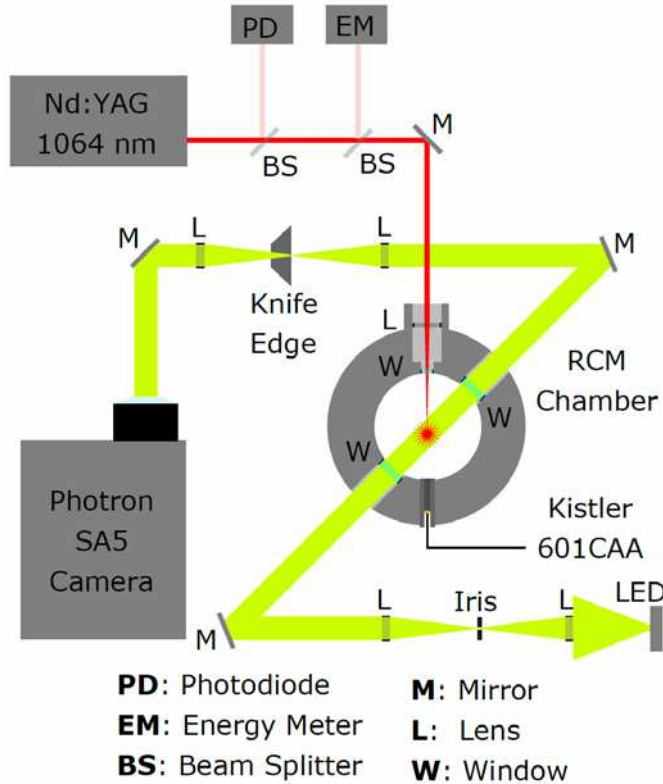 PD
EM
Nd:YAG
1064 nm
M
BS
BS
M
L
L
M
Knife
Edge
L
W
RCM
Chamber
W
W
Photron
SA5
Camera
Kistler
601CAA
M
L
Iris
L
LED
PD: Photodiode
M: Mirror
EM: Energy Meter
L: Lens
BS: Beam Splitter
W: Window